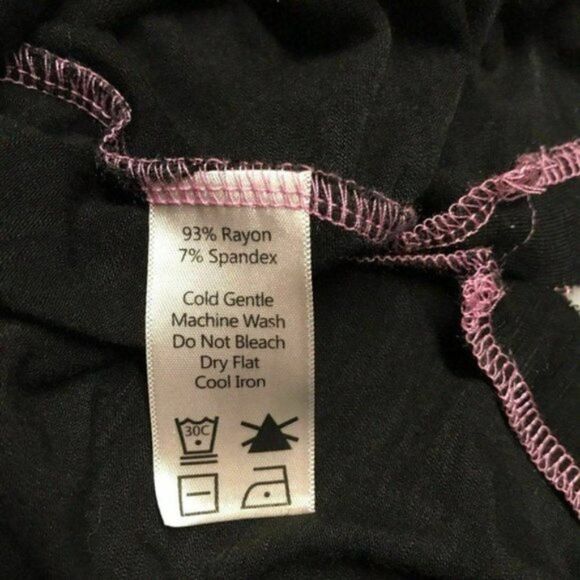 93% Rayon
7% Spandex
Cold Gentle
Machine Wash
Do Not Bleach
Dry Flat
Cool Iron
30C